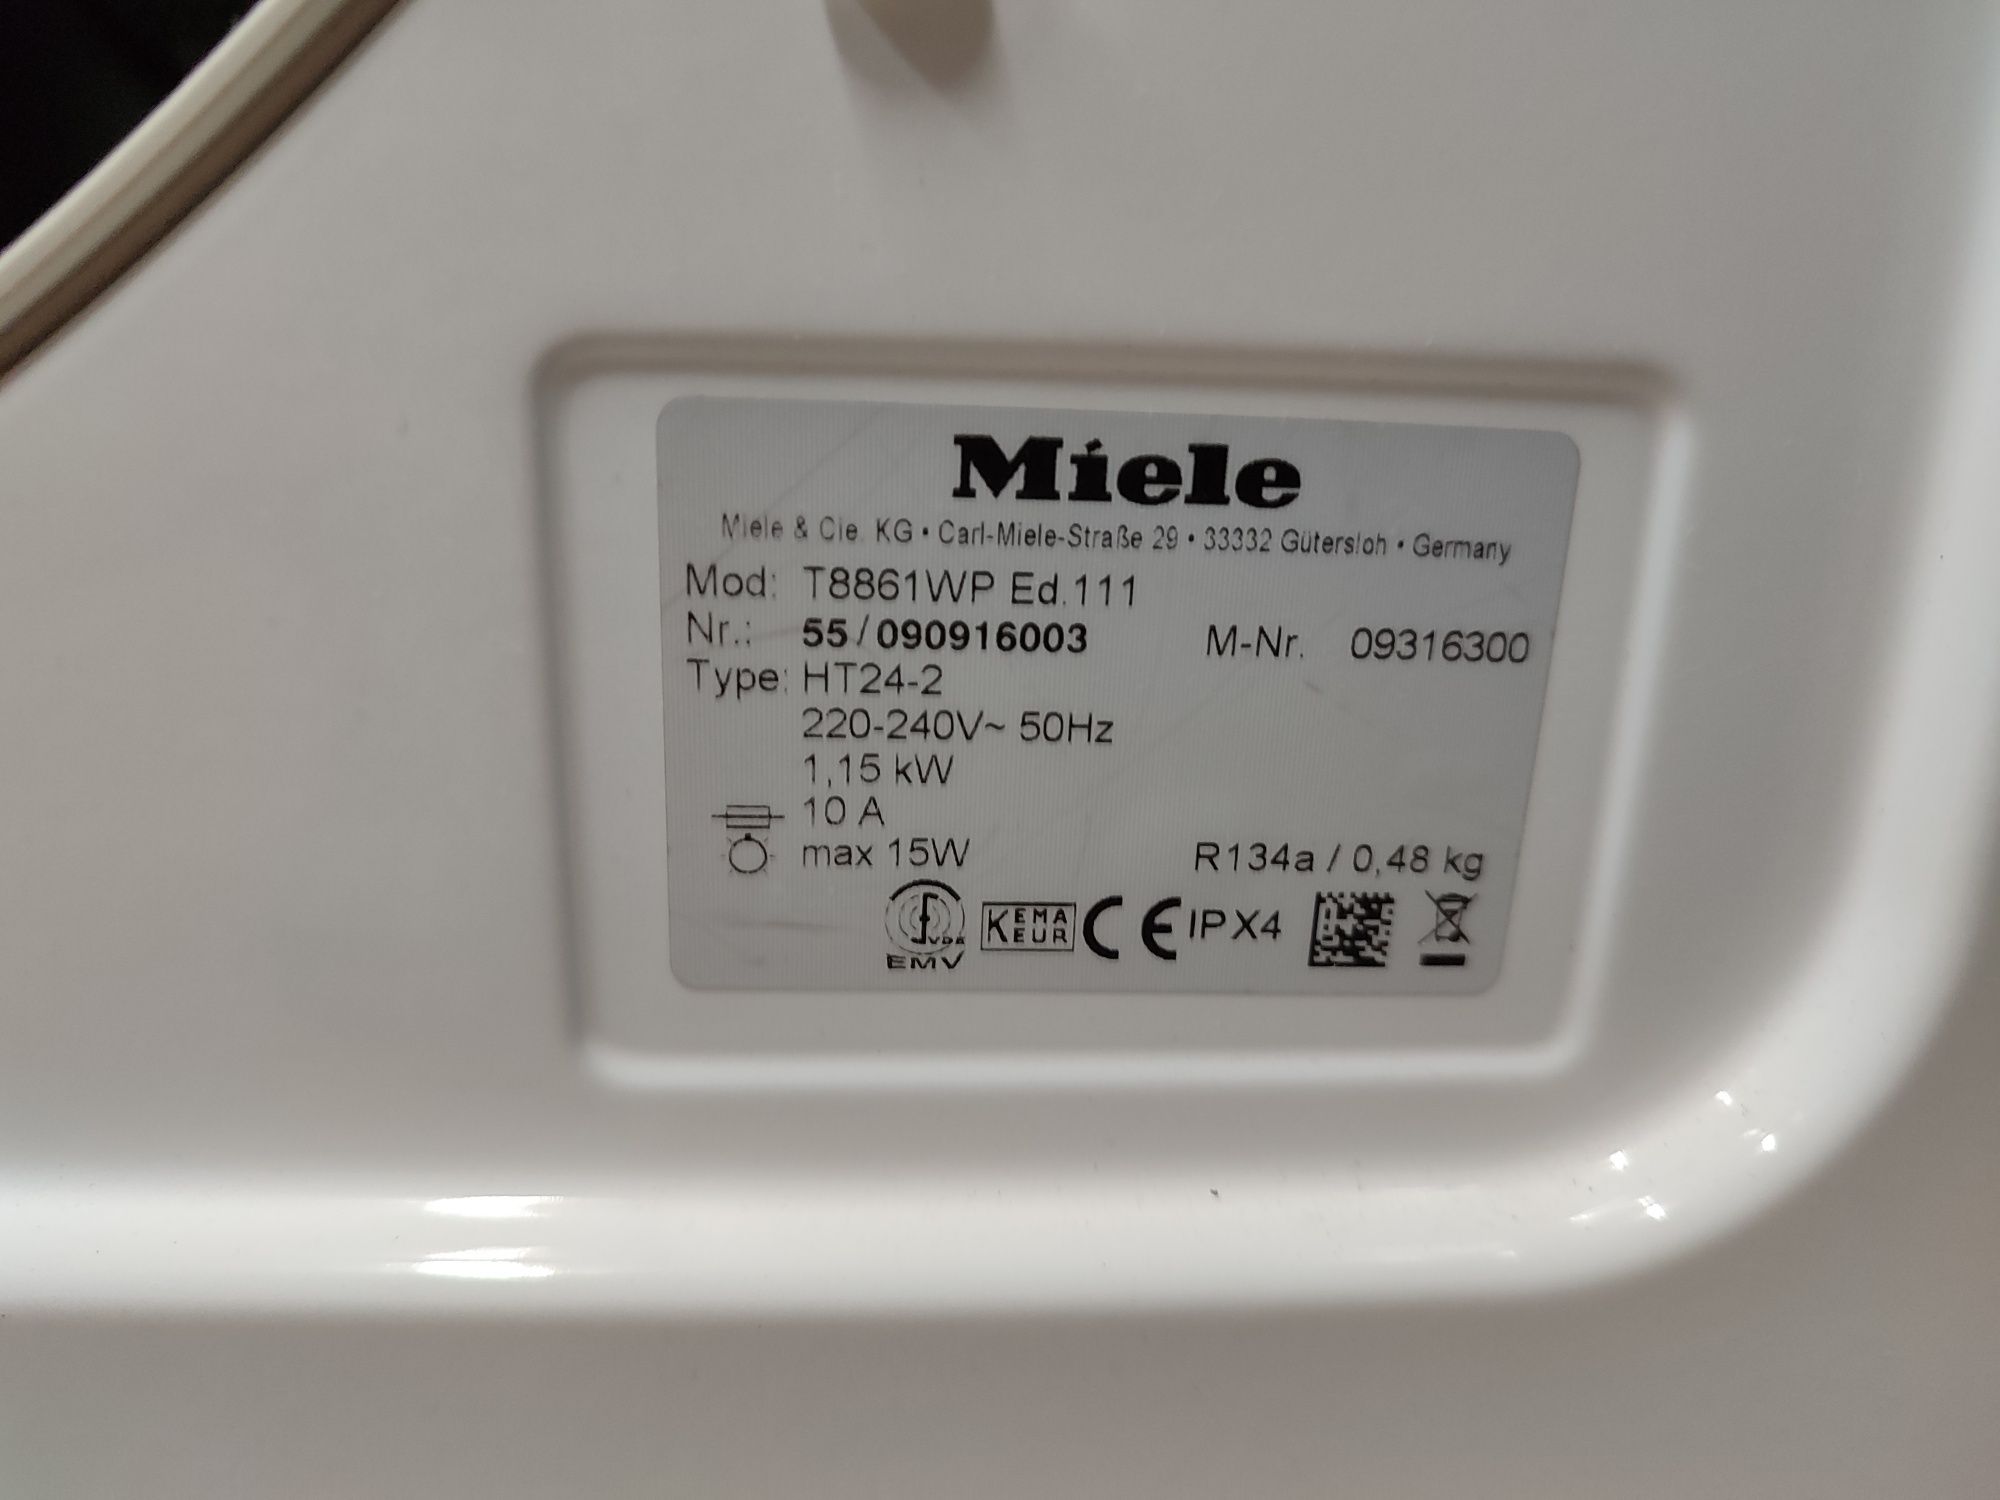 Miele
Miele & Cie. KG • Carl-Miele-Straße 29 • 33332 Gütersloh • Germany
Mod: T8861WP Ed.111
Nr.: 55/090916003 M-Nr. 09316300
Type: HT24-2
220-240V~ 50Hz
1,15 kW
10 A
max 15W R134a / 0,48 kg
VDE EMV KEMA KEUR CE IPX4